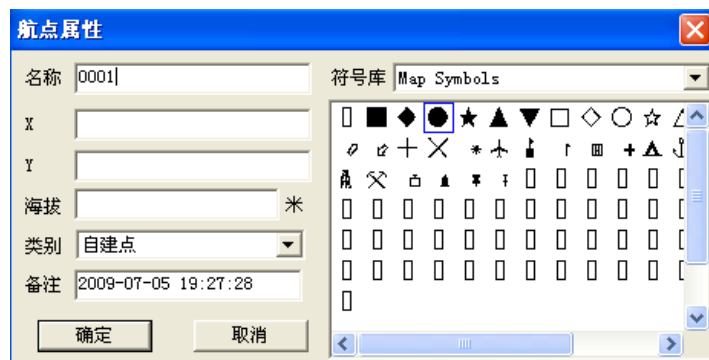 航点属性
名称 0001
符号库 Map Symbols
X
Y
海拔 米
类别 自建点
备注 2009-07-05 19:27:28
确定 取消